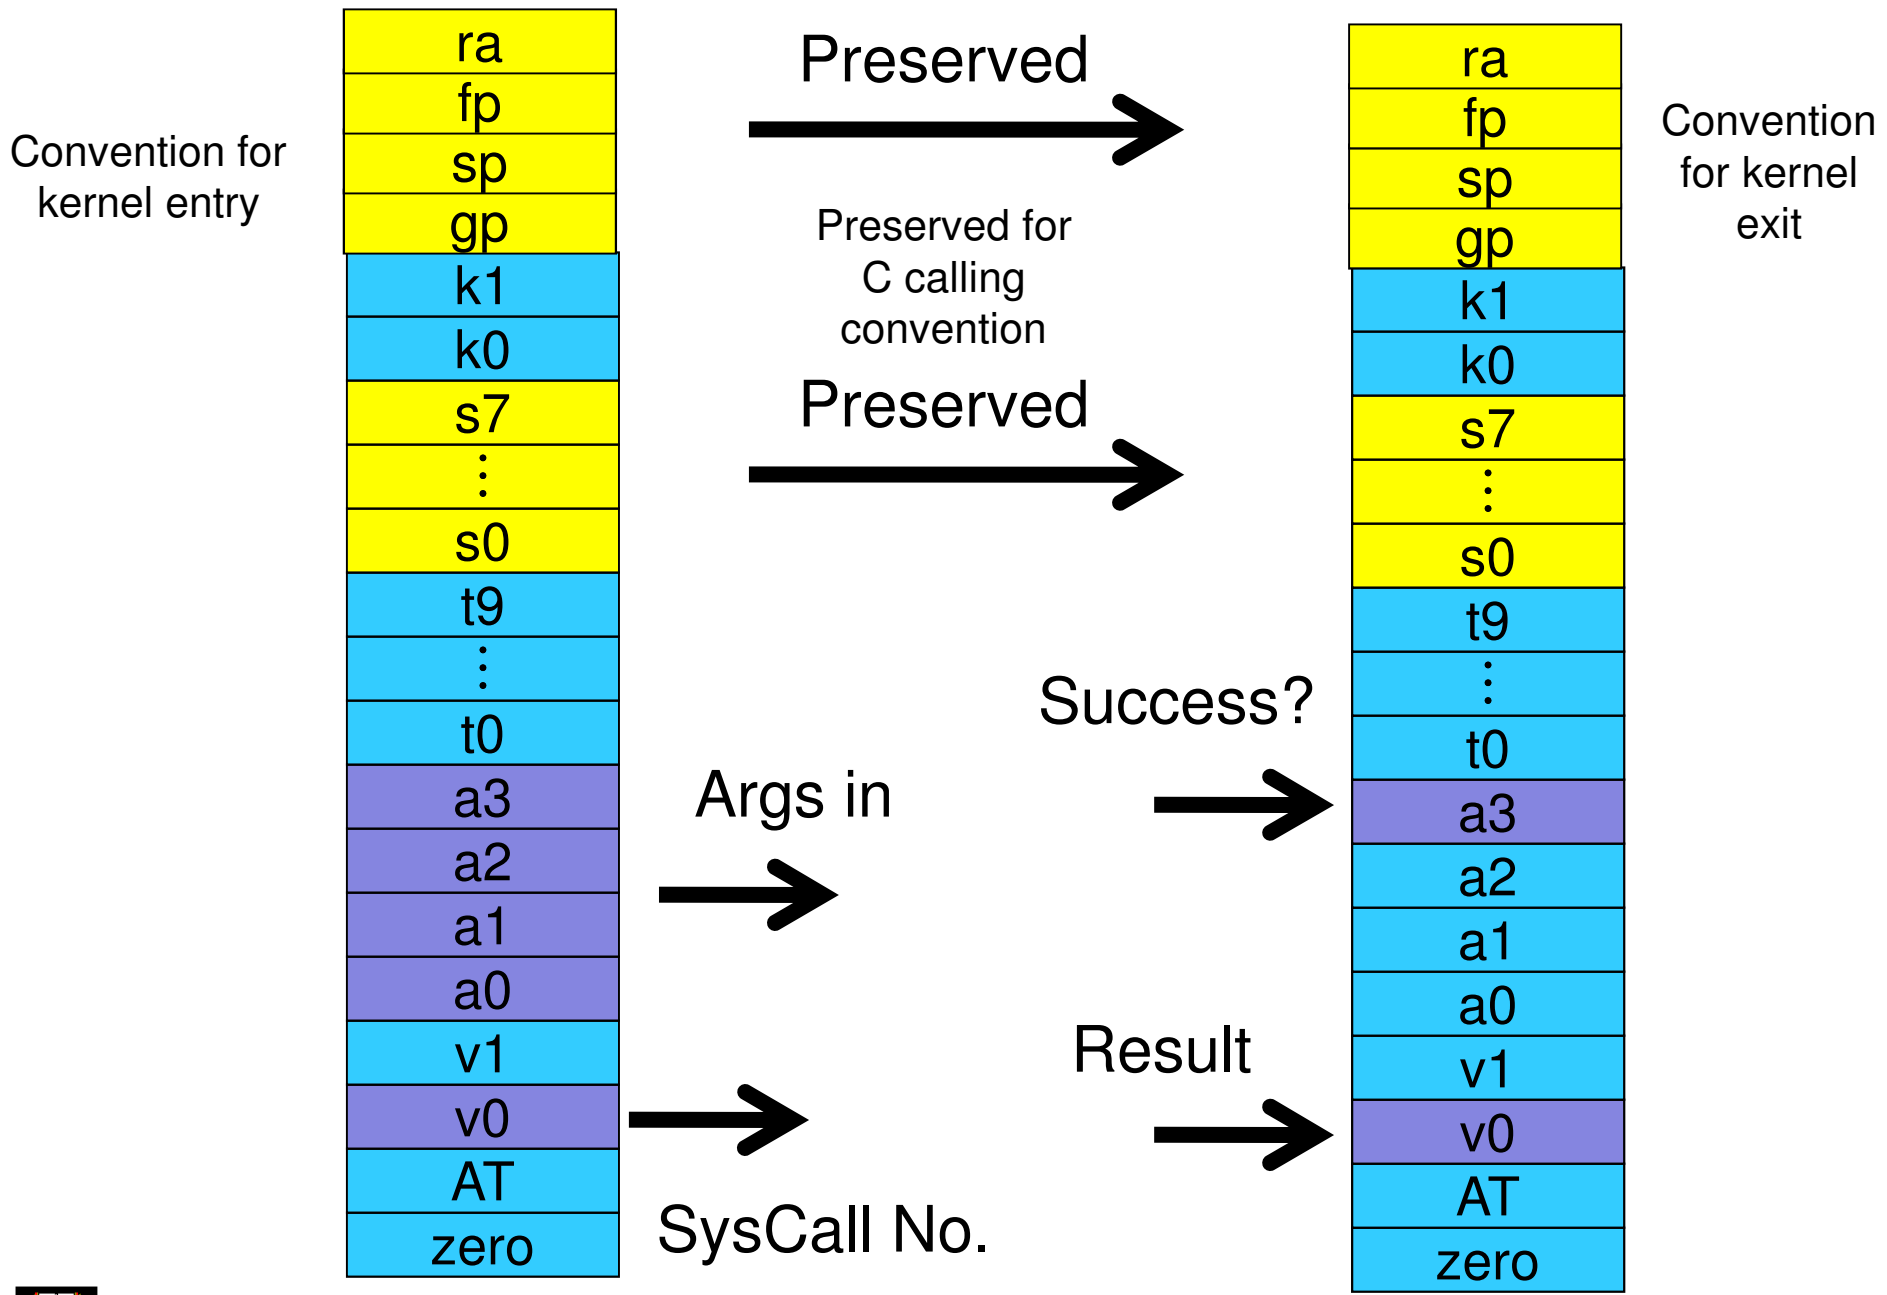 Convention for
kernel entry
ra
fp
sp
gp
k1
k0
s7
⋮
s0
t9
⋮
t0
a3
a2
a1
a0
v1
v0
AT
zero
Preserved
Preserved for
C calling
convention
Preserved
Args in
SysCall No.
Success?
Result
ra
fp
sp
gp
k1
k0
s7
⋮
s0
t9
⋮
t0
a3
a2
a1
a0
v1
v0
AT
zero
Convention
for kernel
exit